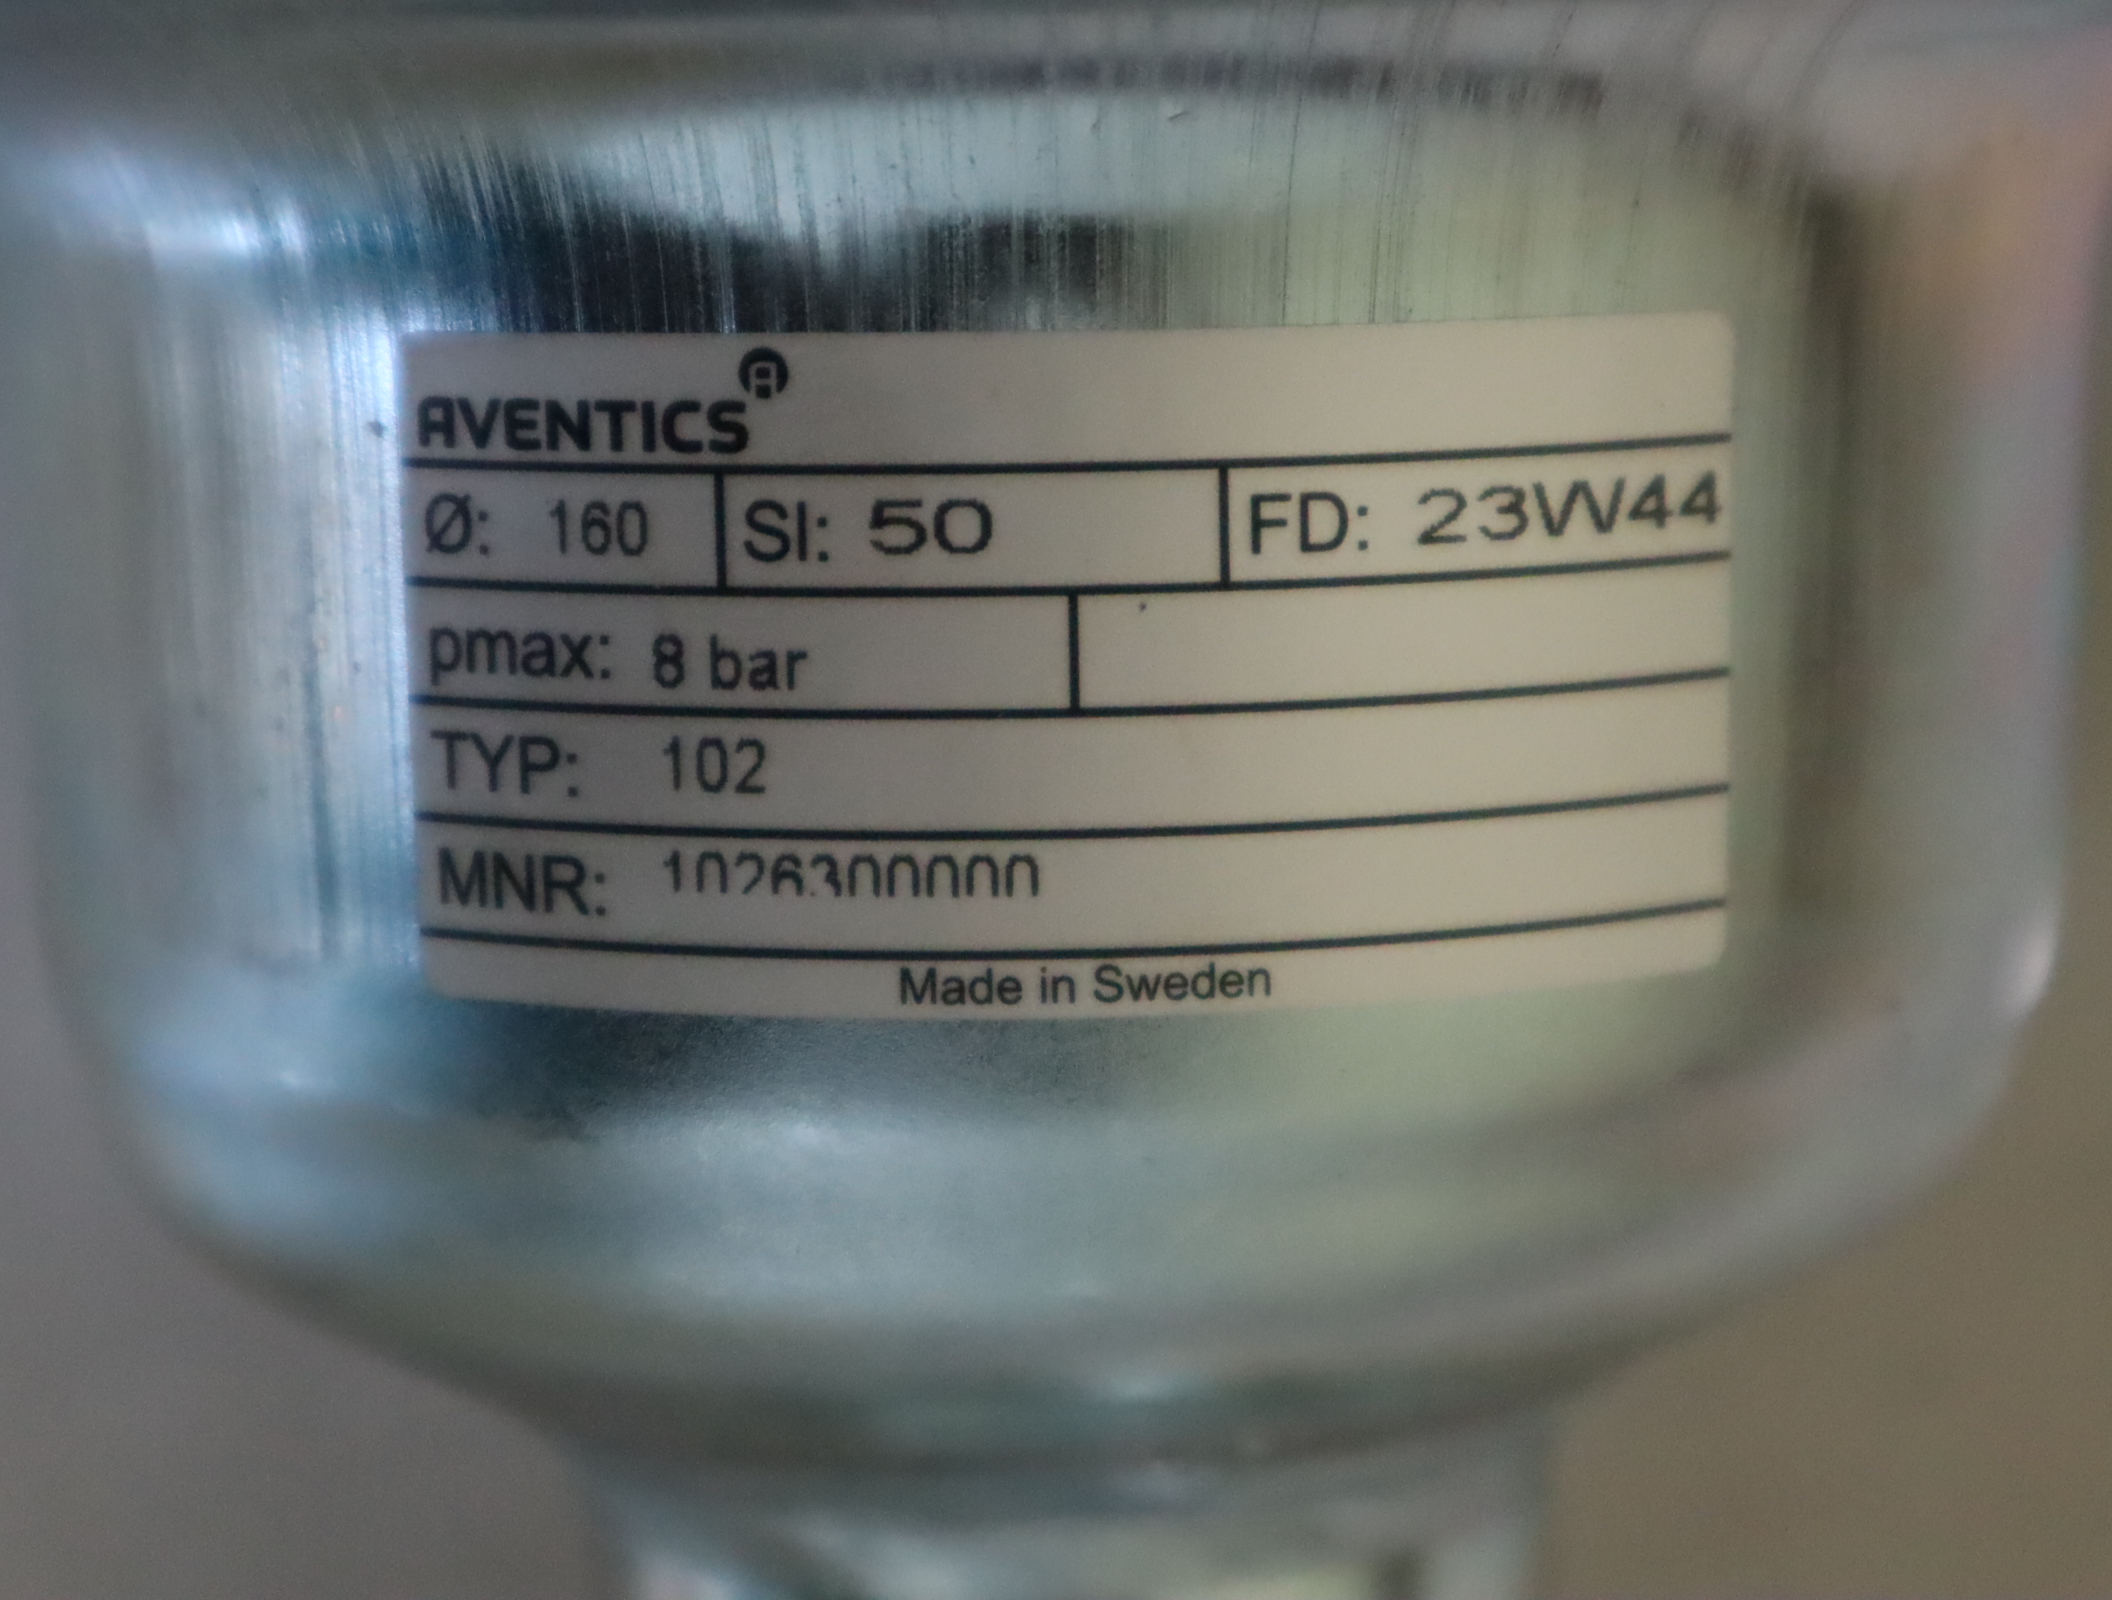 AVENTICS
Ø: 160 SI: 50 FD: 23W44
pmax: 8 bar
TYP: 102
MNR: 1026300000
Made in Sweden